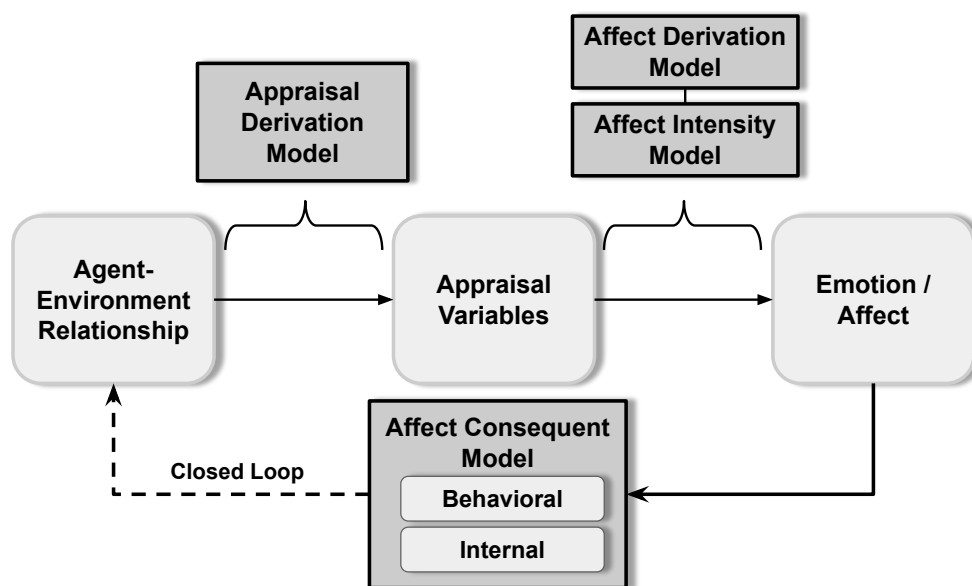 Affect Derivation
Model
Appraisal
Derivation
Model
Affect Intensity
Model
Agent-
Environment
Relationship
Appraisal
Variables
Emotion /
Affect
Affect Consequent
Model
Closed Loop
Behavioral
Internal